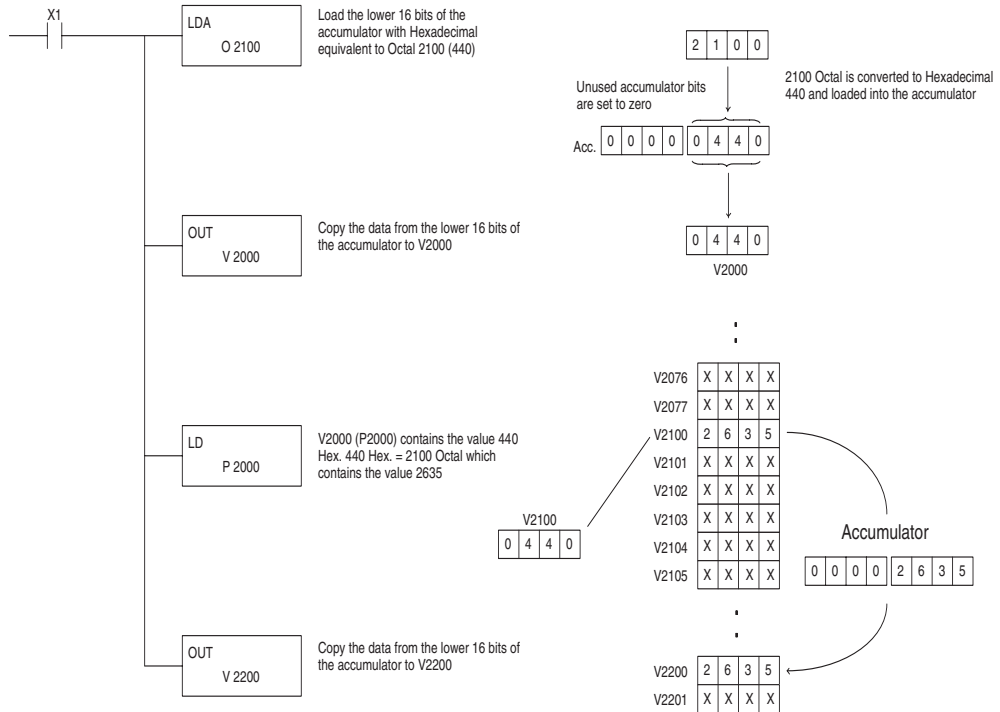 X1
LDA
O 2100
Load the lower 16 bits of the
accumulator with Hexadecimal
equivalent to Octal 2100 (440)
2 1 0 0
2100 Octal is converted to Hexadecimal
440 and loaded into the accumulator
Unused accumulator bits
are set to zero
Acc. 0 0 0 0 0 4 4 0
OUT
V 2000
Copy the data from the lower 16 bits of
the accumulator to V2000
0 4 4 0
V2000
V2076 X X X X
V2077 X X X X
V2100 2 6 3 5
V2101 X X X X
V2102 X X X X
V2103 X X X X
V2104 X X X X
V2105 X X X X
LD
P 2000
V2000 (P2000) contains the value 440
Hex. 440 Hex. = 2100 Octal which
contains the value 2635
V2100
0 4 4 0
Accumulator
0 0 0 0 2 6 3 5
OUT
V 2200
Copy the data from the lower 16 bits of
the accumulator to V2200
V2200 2 6 3 5
V2201 X X X X